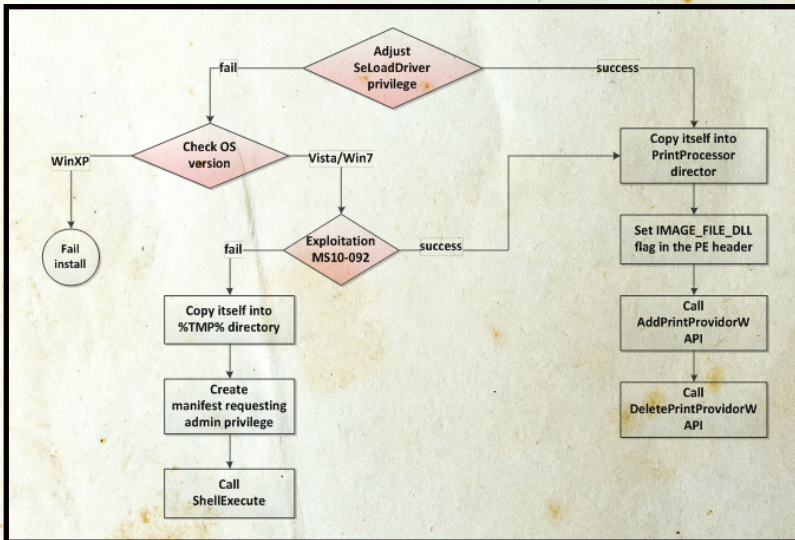 Adjust
SeLoadDriver
privilege
fail
success
Check OS
version
WinXP
Vista/Win7
Copy itself into
PrintProcessor
director
Fail
install
Exploitation
MS10-092
fail
success
Set IMAGE_FILE_DLL
flag in the PE header
Copy itself into
%TMP% directory
Call
AddPrintProvidorW
API
Create
manifest requesting
admin privilege
Call
DeletePrintProvidorW
API
Call
ShellExecute